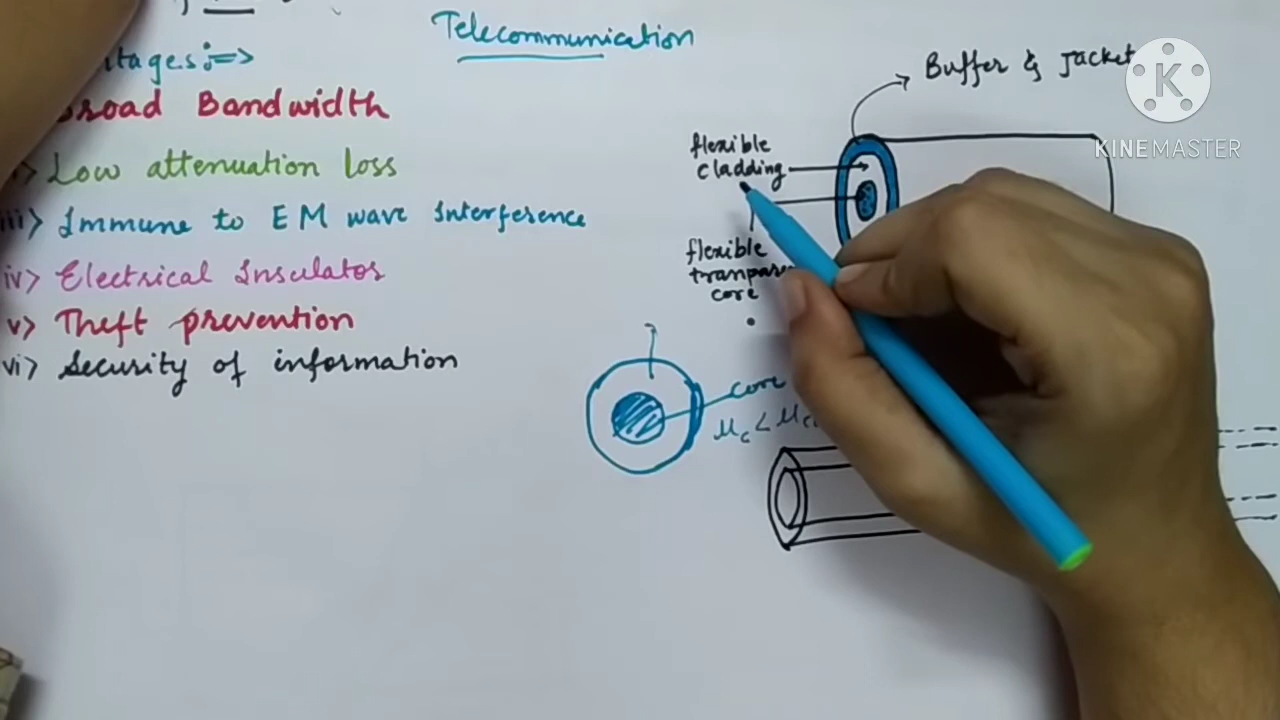 Telecommunication
Broad Bandwidth
Low attenuation loss
iii> Immune to EM wave interference
iv> Electrical Insulator
v> Theft prevention
vi> Security of information
Buffer & Jacket
flexible
cladding
flexible
core
core
μc <
K
KINEMASTER